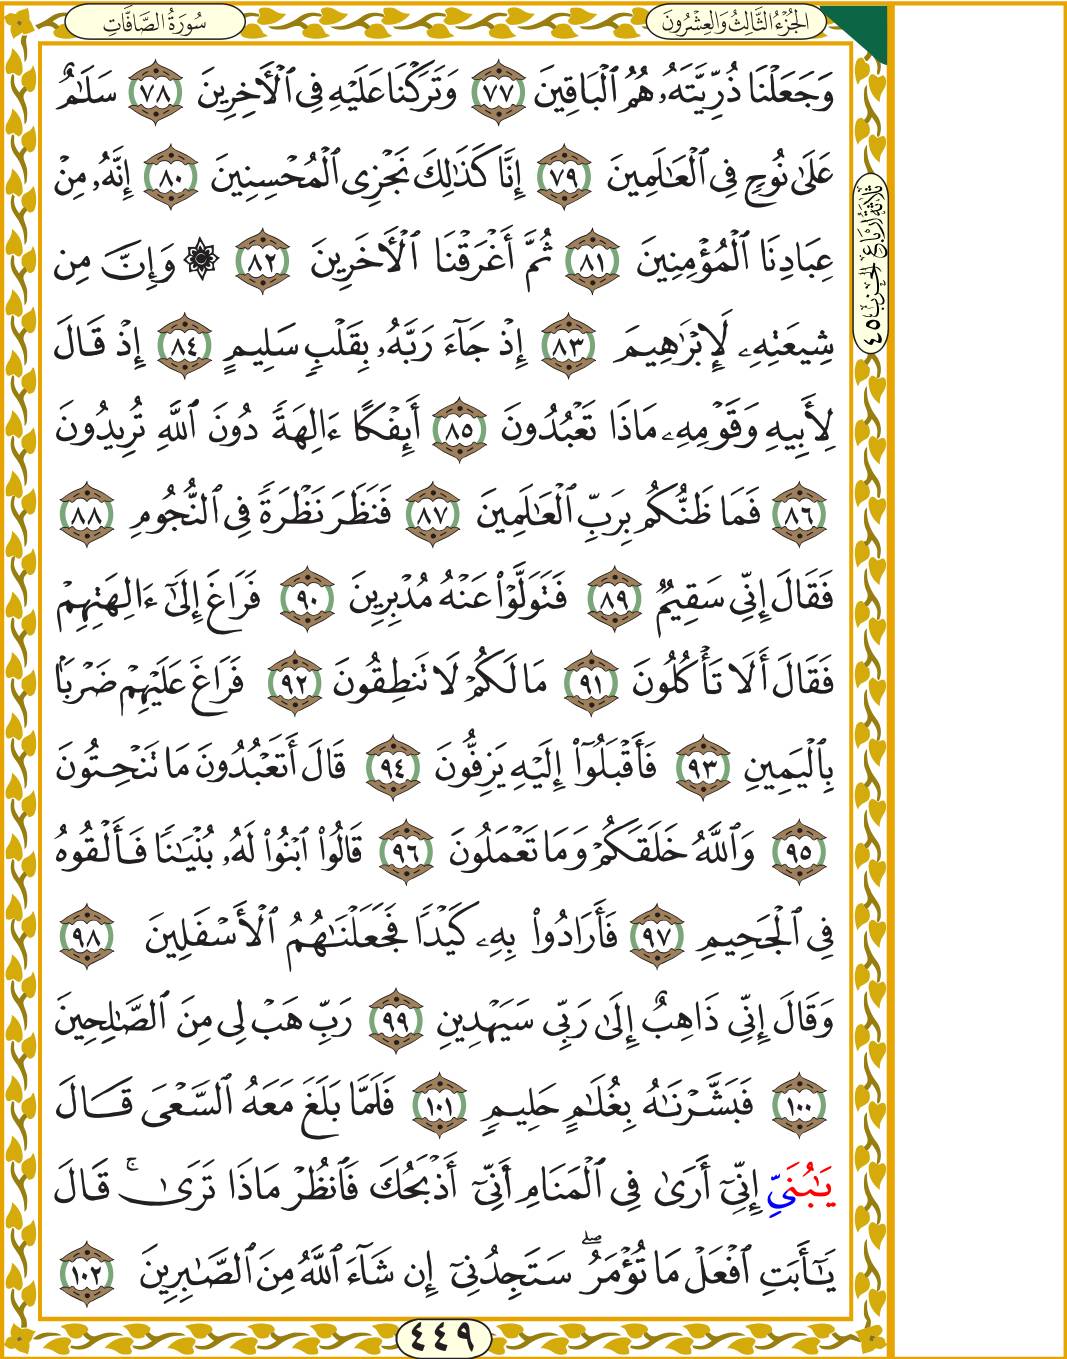 سُورَةُ الصَّافَّاتِ
الجُزْءُ الثَّالِثُ وَالعِشْرُونَ
وَجَعَلْنَا ذُرِّيَّتَهُۥ هُمُ ٱلْبَاقِينَ ٧٧ وَتَرَكْنَا عَلَيْهِ فِى ٱلْأٓخِرِينَ ٧٨ سَلَٰمٌ
عَلَىٰ نُوحٍ فِى ٱلْعَٰلَمِينَ ٧٩ إِنَّا كَذَٰلِكَ نَجْزِى ٱلْمُحْسِنِينَ ٨٠ إِنَّهُۥ مِنْ
عِبَادِنَا ٱلْمُؤْمِنِينَ ٨١ ثُمَّ أَغْرَقْنَا ٱلْأٓخَرِينَ ٨٢ ۞ وَإِنَّ مِن
شِيعَتِهِۦ لَإِبْرَٰهِيمَ ٨٣ إِذْ جَآءَ رَبَّهُۥ بِقَلْبٍ سَلِيمٍ ٨٤ إِذْ قَالَ
لِأَبِيهِ وَقَوْمِهِۦ مَاذَا تَعْبُدُونَ ٨٥ أَئِفْكًا ءَالِهَةً دُونَ ٱللَّهِ تُرِيدُونَ
٨٦ فَمَا ظَنُّكُم بِرَبِّ ٱلْعَٰلَمِينَ ٨٧ فَنَظَرَ نَظْرَةً فِى ٱلنُّجُومِ ٨٨
فَقَالَ إِنِّى سَقِيمٌ ٨٩ فَتَوَلَّوْا۟ عَنْهُ مُدْبِرِينَ ٩٠ فَرَاغَ إِلَىٰٓ ءَالِهَتِهِمْ
فَقَالَ أَلَا تَأْكُلُونَ ٩١ مَا لَكُمْ لَا تَنطِقُونَ ٩٢ فَرَاغَ عَلَيْهِمْ ضَرْبًۢا
بِٱلْيَمِينِ ٩٣ فَأَقْبَلُوٓا۟ إِلَيْهِ يَزِفُّونَ ٩٤ قَالَ أَتَعْبُدُونَ مَا تَنْحِتُونَ
٩٥ وَٱللَّهُ خَلَقَكُمْ وَمَا تَعْمَلُونَ ٩٦ قَالُوا۟ ٱبْنُوا۟ لَهُۥ بُنْيَٰنًا فَأَلْقُوهُ
فِى ٱلْجَحِيمِ ٩٧ فَأَرَادُوا۟ بِهِۦ كَيْدًا فَجَعَلْنَٰهُمُ ٱلْأَسْفَلِينَ ٩٨
وَقَالَ إِنِّى ذَاهِبٌ إِلَىٰ رَبِّى سَيَهْدِينِ ٩٩ رَبِّ هَبْ لِى مِنَ ٱلصَّٰلِحِينَ
١٠٠ فَبَشَّرْنَٰهُ بِغُلَٰمٍ حَلِيمٍ ١٠١ فَلَمَّا بَلَغَ مَعَهُ ٱلسَّعْىَ قَالَ
يَٰبُنَىَّ إِنِّىٓ أَرَىٰ فِى ٱلْمَنَامِ أَنِّىٓ أَذْبَحُكَ فَٱنظُرْ مَاذَا تَرَىٰ ۚ قَالَ
يَٰٓأَبَتِ ٱفْعَلْ مَا تُؤْمَرُ ۖ سَتَجِدُنِىٓ إِن شَآءَ ٱللَّهُ مِنَ ٱلصَّٰبِرِينَ ١٠٢
ثلاثة ارباع الحزب ٤٥
٤٤٩